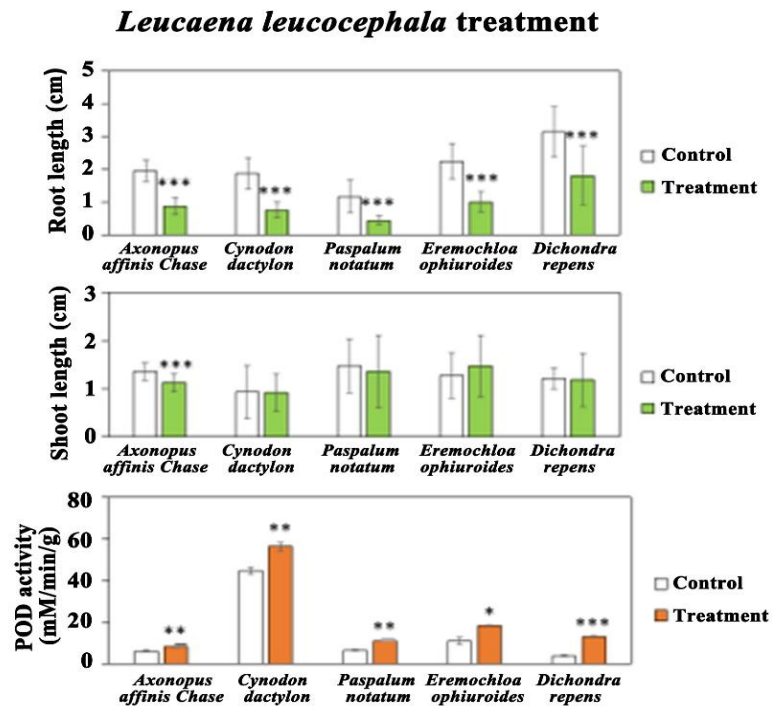 Leucaena leucocephala treatment
Root length (cm)
5
4
3
2
1
0
***
***
***
***
***
Axonopus affinis Chase
Cynodon dactylon
Paspalum notatum
Eremochloa ophiuroides
Dichondra repens
Control
Treatment
Shoot length (cm)
3
2
1
0
***
Axonopus affinis Chase
Cynodon dactylon
Paspalum notatum
Eremochloa ophiuroides
Dichondra repens
Control
Treatment
POD activity
(mM/min/g)
80
60
40
20
0
**
**
**
*
***
Axonopus affinis Chase
Cynodon dactylon
Paspalum notatum
Eremochloa ophiuroides
Dichondra repens
Control
Treatment